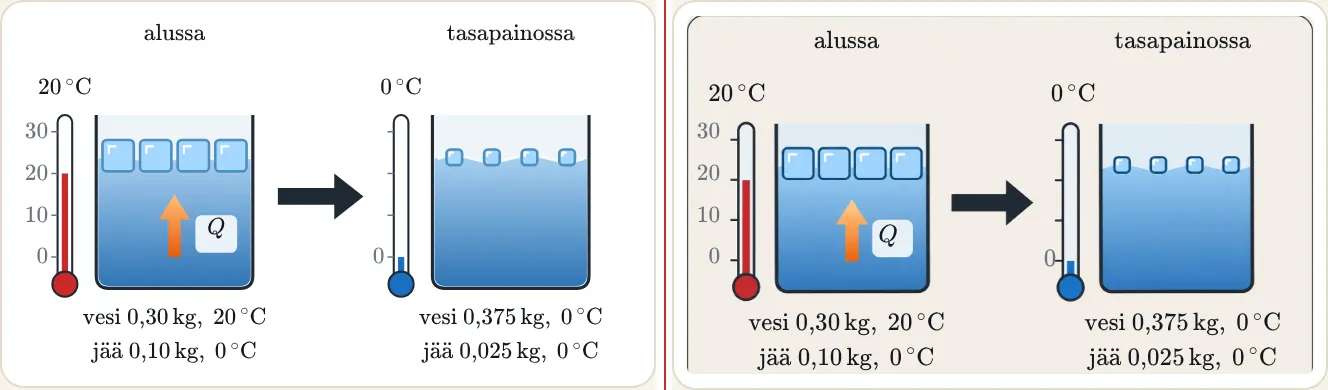 alussa
tasapainossa
20 °C
0 °C
30
20
10
0
0
Q
vesi 0,30 kg, 20 °C
jää 0,10 kg, 0 °C
vesi 0,375 kg, 0 °C
jää 0,025 kg, 0 °C
alussa
tasapainossa
20 °C
0 °C
30
20
10
0
0
Q
vesi 0,30 kg, 20 °C
jää 0,10 kg, 0 °C
vesi 0,375 kg, 0 °C
jää 0,025 kg, 0 °C